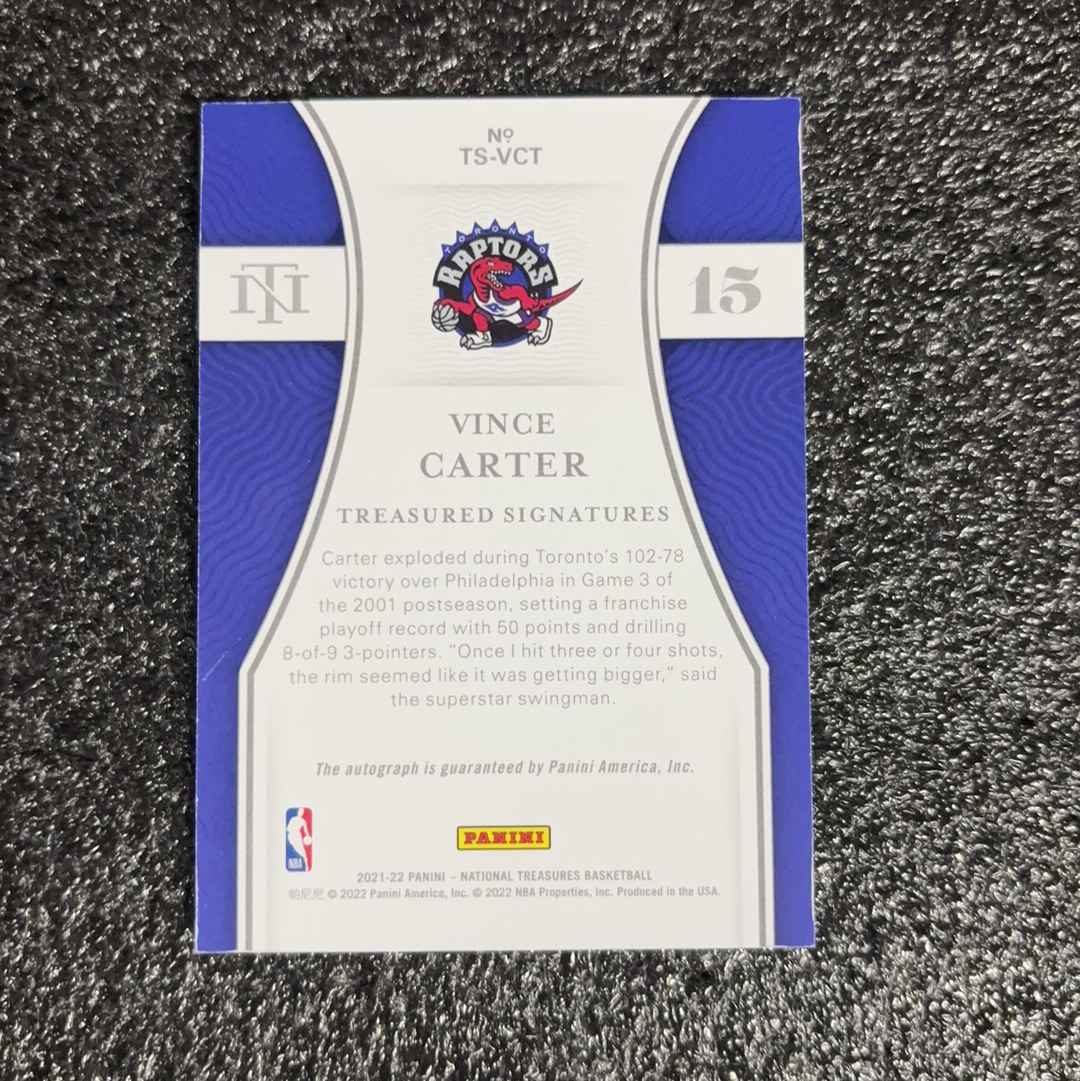 Nº
TS-VCT
TORONTO
RAPTORS
NT
15
VINCE
CARTER
TREASURED SIGNATURES
Carter exploded during Toronto's 102-78
victory over Philadelphia in Game 3 of
the 2001 postseason, setting a franchise
playoff record with 50 points and drilling
8-of-9 3-pointers. "Once I hit three or four shots,
the rim seemed like it was getting bigger," said
the superstar swingman.
The autograph is guaranteed by Panini America, Inc.
NBA
PANINI
2021-22 PANINI – NATIONAL TREASURES BASKETBALL
帕尼尼 © 2022 Panini America, Inc. © 2022 NBA Properties, Inc. Produced in the USA.